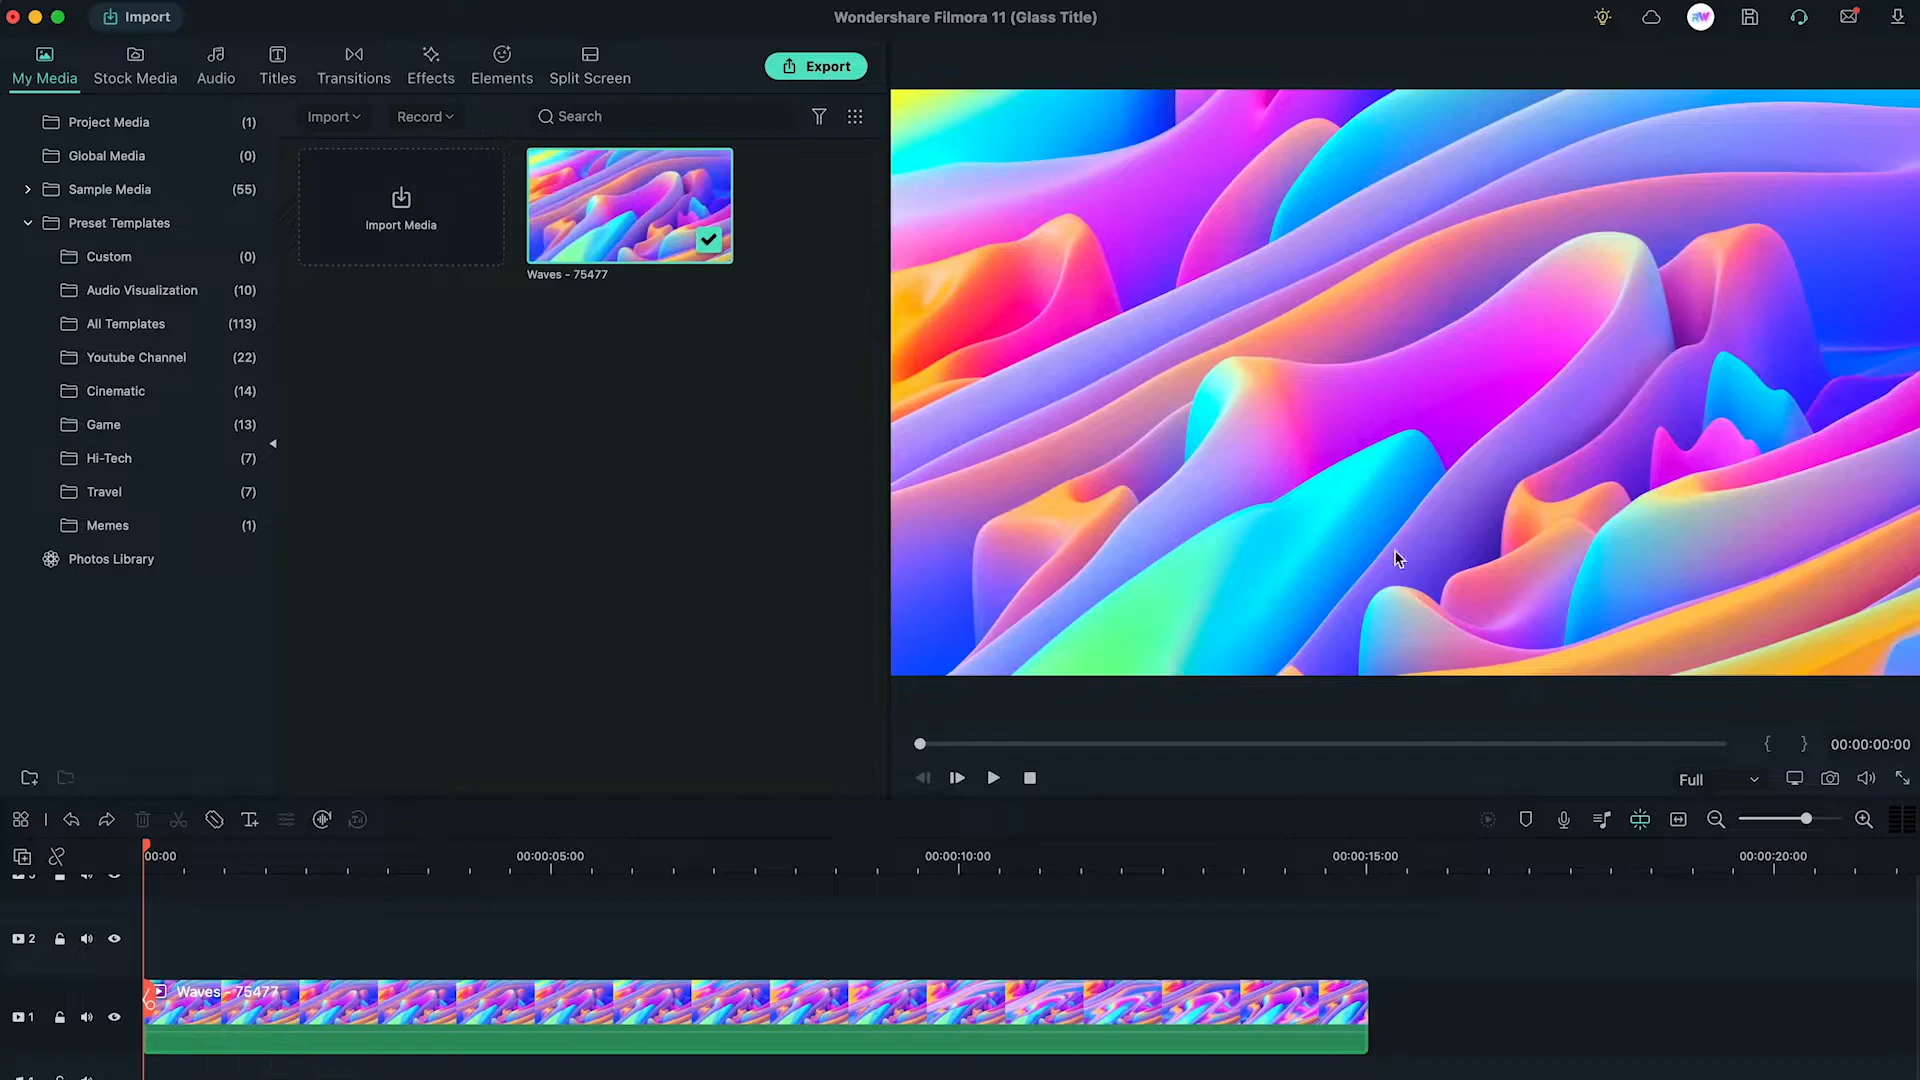 Import
Wondershare Filmora 11 (Glass Title)
RW
My Media
Stock Media
Audio
Titles
Transitions
Effects
Elements
Split Screen
Export
Project Media (1)
Global Media (0)
Sample Media (55)
Preset Templates
Custom (0)
Audio Visualization (10)
All Templates (113)
Youtube Channel (22)
Cinematic (14)
Game (13)
Hi-Tech (7)
Travel (7)
Memes (1)
Photos Library
Import
Record
Search
Import Media
Waves - 75477
{ } 00:00:00:00
Full
00:00
00:00:05:00
00:00:10:00
00:00:15:00
00:00:20:00
2
Waves - 75477
1